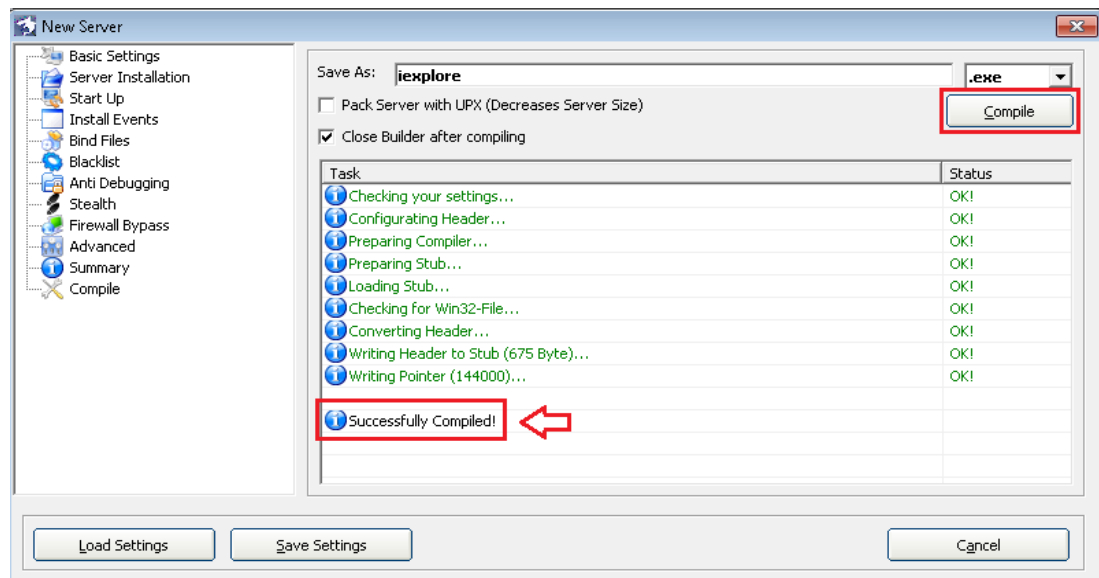 New Server
Basic Settings
Server Installation
Start Up
Install Events
Bind Files
Blacklist
Anti Debugging
Stealth
Firewall Bypass
Advanced
Summary
Compile
Save As: iexplore .exe
Pack Server with UPX (Decreases Server Size)
Compile
Close Builder after compiling
Task Status
Checking your settings... OK!
Configurating Header... OK!
Preparing Compiler... OK!
Preparing Stub... OK!
Loading Stub... OK!
Checking for Win32-File... OK!
Converting Header... OK!
Writing Header to Stub (675 Byte)... OK!
Writing Pointer (144000)... OK!
Successfully Compiled!
Load Settings Save Settings Cancel